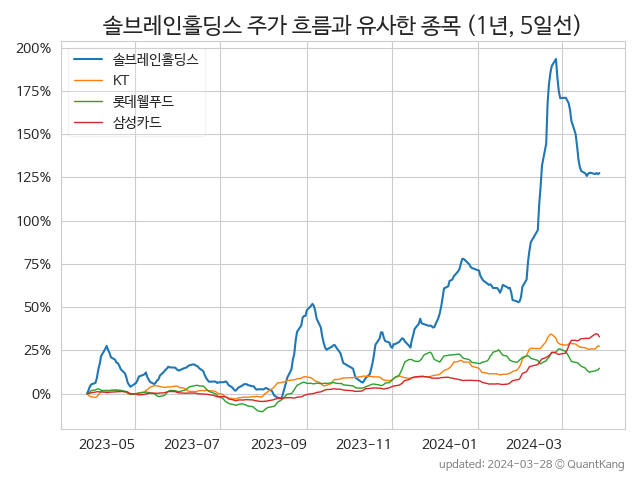 솔브레인홀딩스 주가 흐름과 유사한 종목 (1년, 5일선)
200%
175%
150%
125%
100%
75%
50%
25%
0%
솔브레인홀딩스
KT
롯데웰푸드
삼성카드
2023-05 2023-07 2023-09 2023-11 2024-01 2024-03
updated: 2024-03-28 © QuantKang